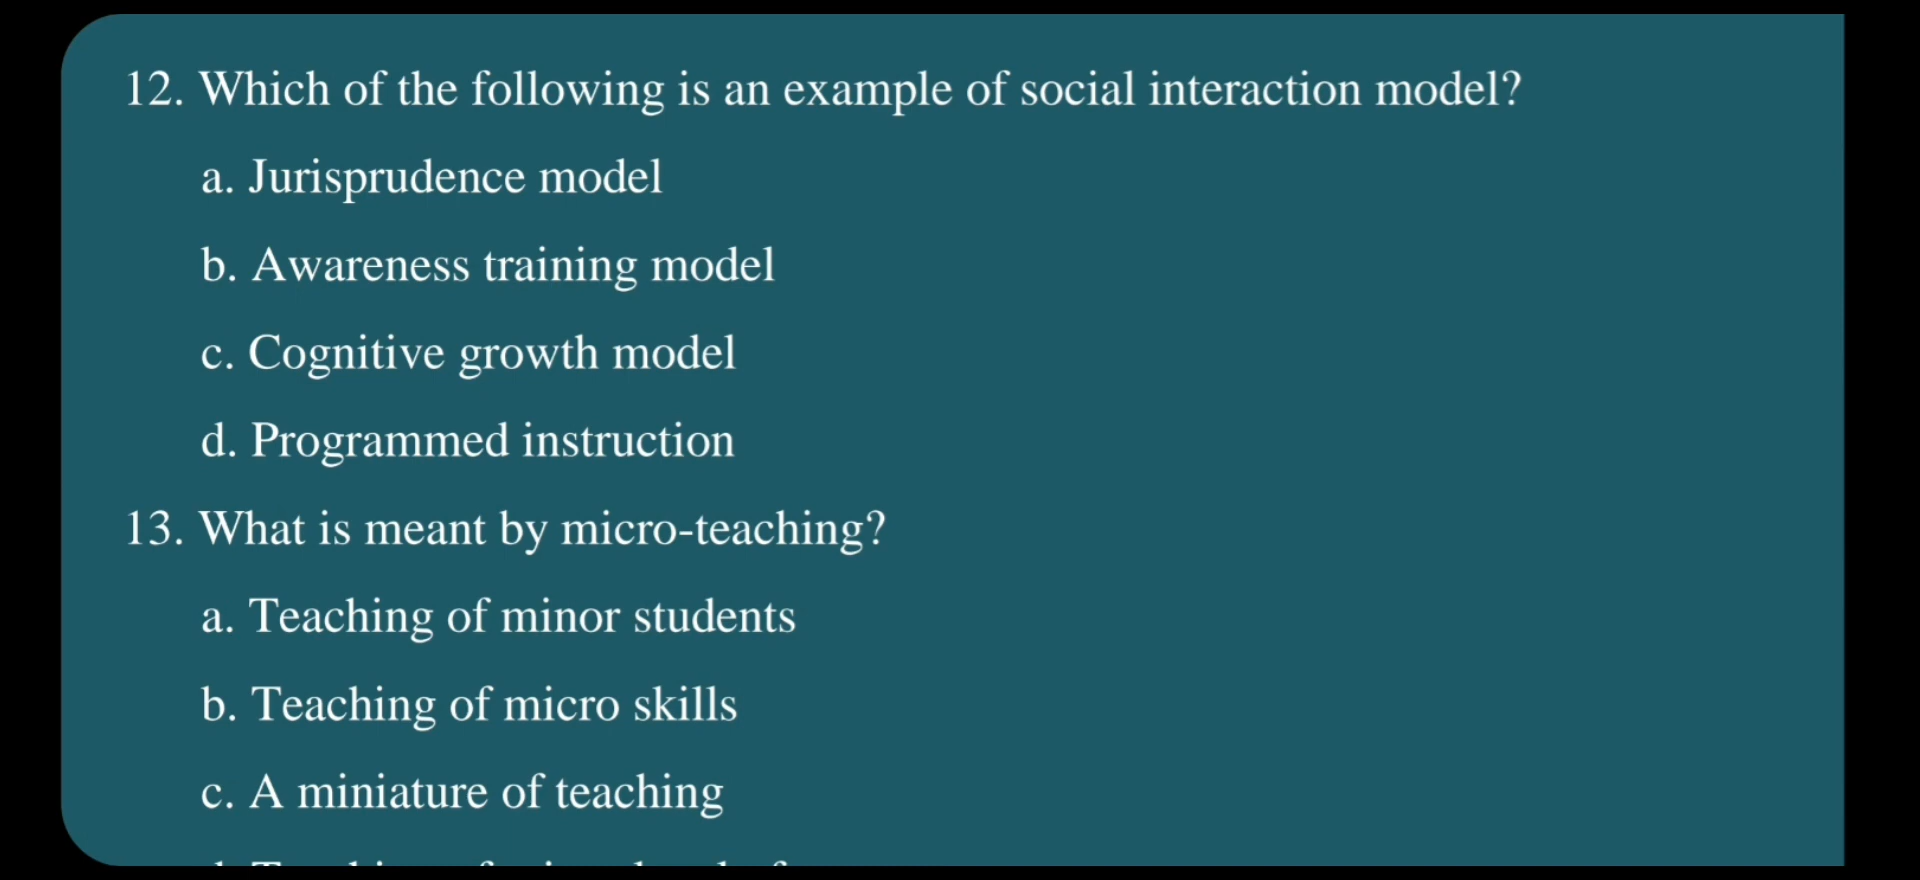 12. Which of the following is an example of social interaction model?
a. Jurisprudence model
b. Awareness training model
c. Cognitive growth model
d. Programmed instruction
13. What is meant by micro-teaching?
a. Teaching of minor students
b. Teaching of micro skills
c. A miniature of teaching